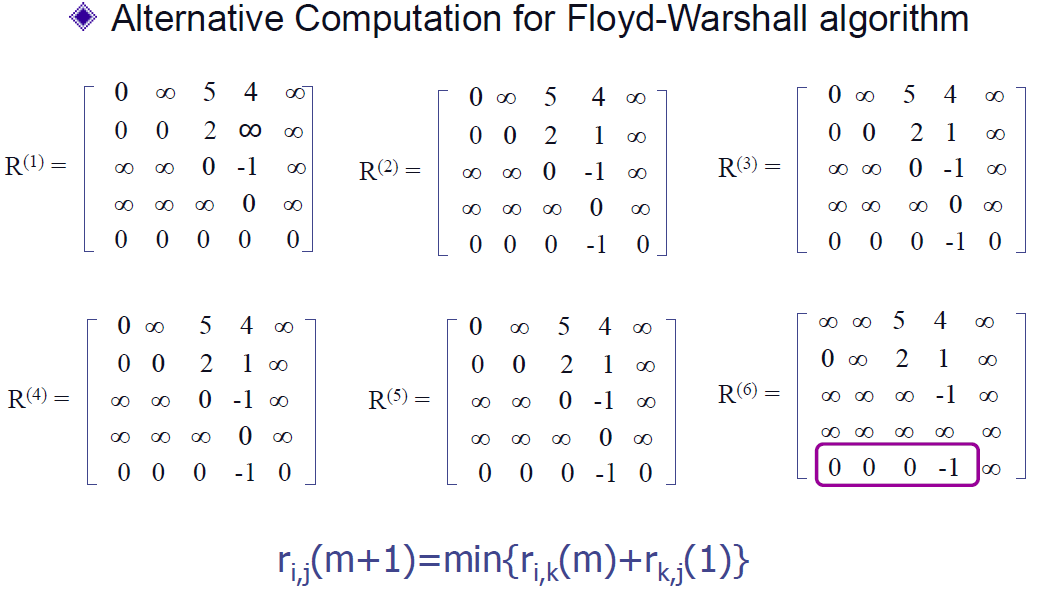 Alternative Computation for Floyd-Warshall algorithm
R(1) =
0 ∞ 5 4 ∞
0 0 2 ∞ ∞
∞ ∞ 0 -1 ∞
∞ ∞ ∞ 0 ∞
0 0 0 0 0
R(2) =
0 ∞ 5 4 ∞
0 0 2 1 ∞
∞ ∞ 0 -1 ∞
∞ ∞ ∞ 0 ∞
0 0 0 -1 0
R(3) =
0 ∞ 5 4 ∞
0 0 2 1 ∞
∞ ∞ 0 -1 ∞
∞ ∞ ∞ 0 ∞
0 0 0 -1 0
R(4) =
0 ∞ 5 4 ∞
0 0 2 1 ∞
∞ ∞ 0 -1 ∞
∞ ∞ ∞ 0 ∞
0 0 0 -1 0
R(5) =
0 ∞ 5 4 ∞
0 0 2 1 ∞
∞ ∞ 0 -1 ∞
∞ ∞ ∞ 0 ∞
0 0 0 -1 0
R(6) =
∞ ∞ 5 4 ∞
0 ∞ 2 1 ∞
∞ ∞ ∞ -1 ∞
∞ ∞ ∞ ∞ ∞
0 0 0 -1 ∞
ri,j(m+1)=min{ri,k(m)+rk,j(1)}